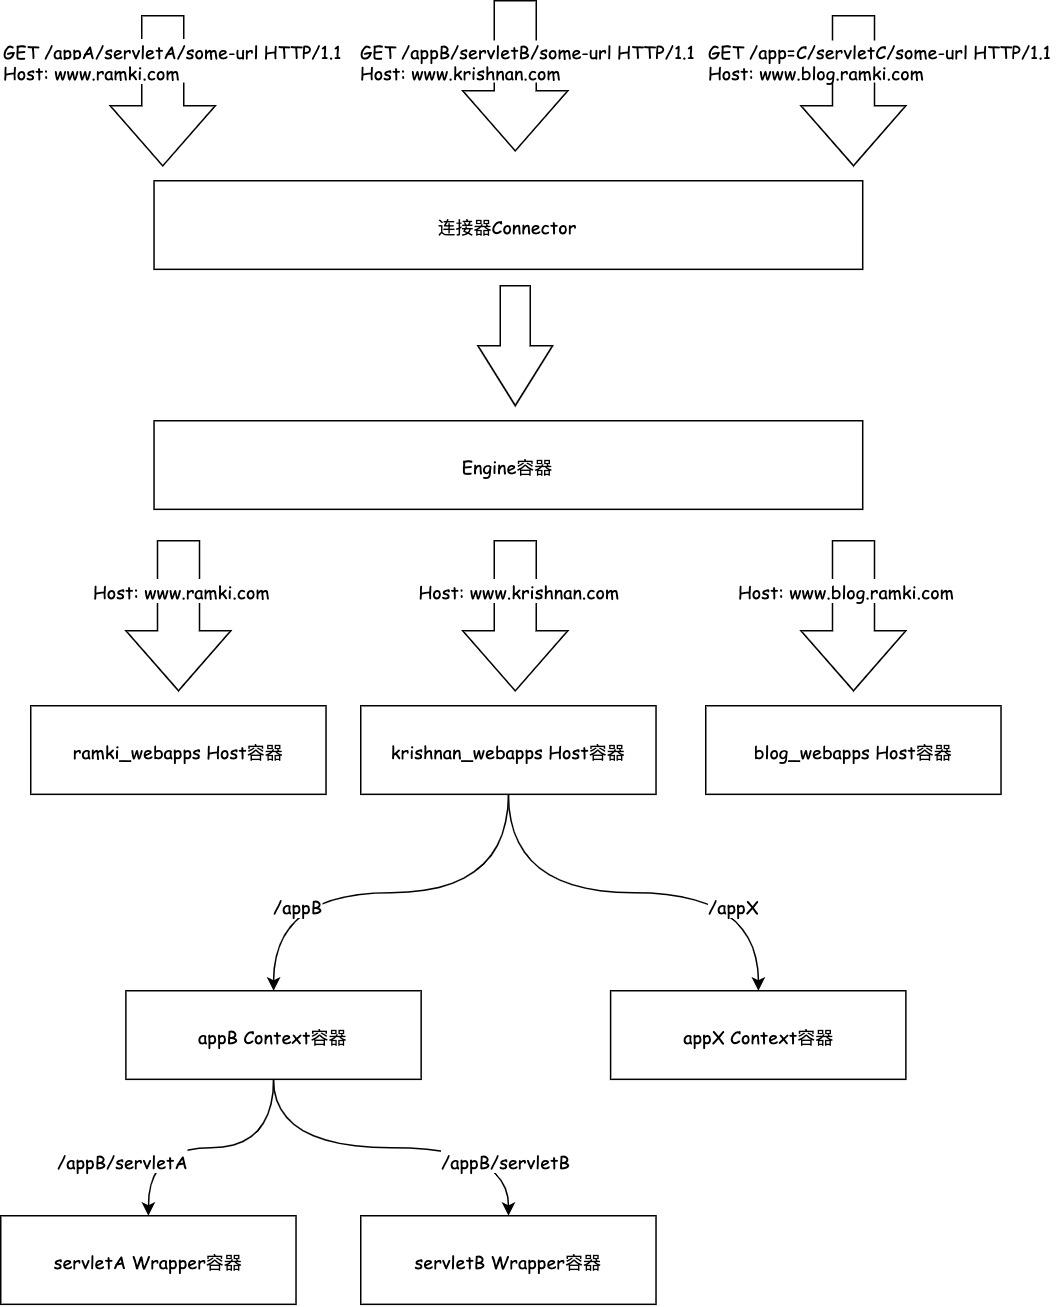 GET /appA/servletA/some-url HTTP/1.1
Host: www.ramki.com
GET /appB/servletB/some-url HTTP/1.1
Host: www.krishnan.com
GET /app=C/servletC/some-url HTTP/1.1
Host: www.blog.ramki.com
连接器Connector
Engine容器
Host: www.ramki.com
Host: www.krishnan.com
Host: www.blog.ramki.com
ramki_webapps Host容器
krishnan_webapps Host容器
blog_webapps Host容器
/appB
/appX
appB Context容器
appX Context容器
/appB/servletA
/appB/servletB
servletA Wrapper容器
servletB Wrapper容器